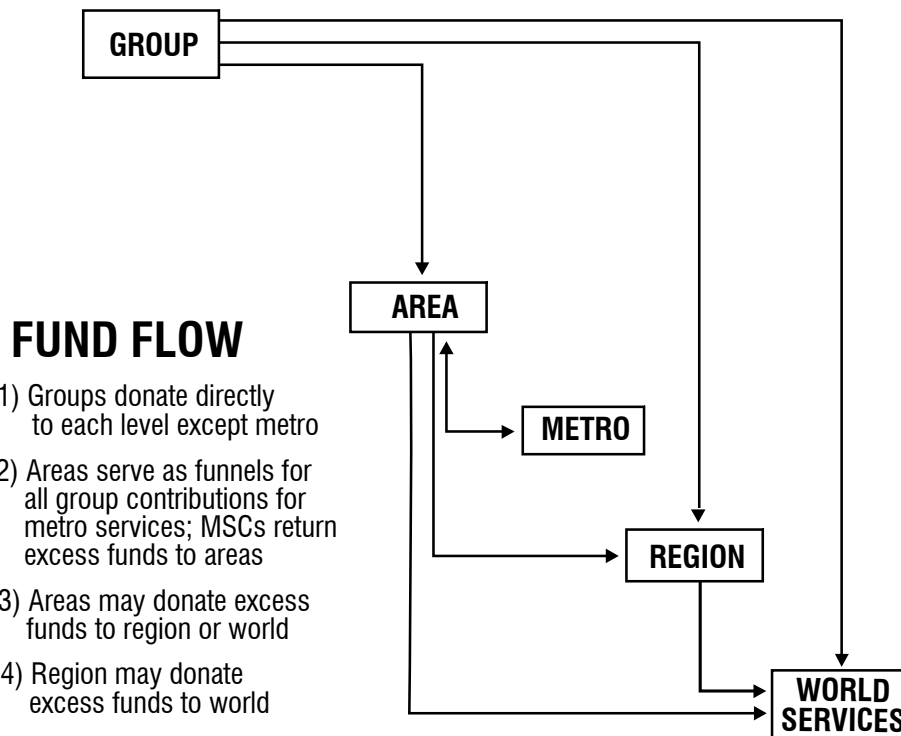 GROUP
AREA
FUND FLOW
1) Groups donate directly
to each level except metro
METRO
2) Areas serve as funnels for
all group contributions for
metro services; MSCs return
excess funds to areas
REGION
3) Areas may donate excess
funds to region or world
4) Region may donate
excess funds to world
WORLD
SERVICES